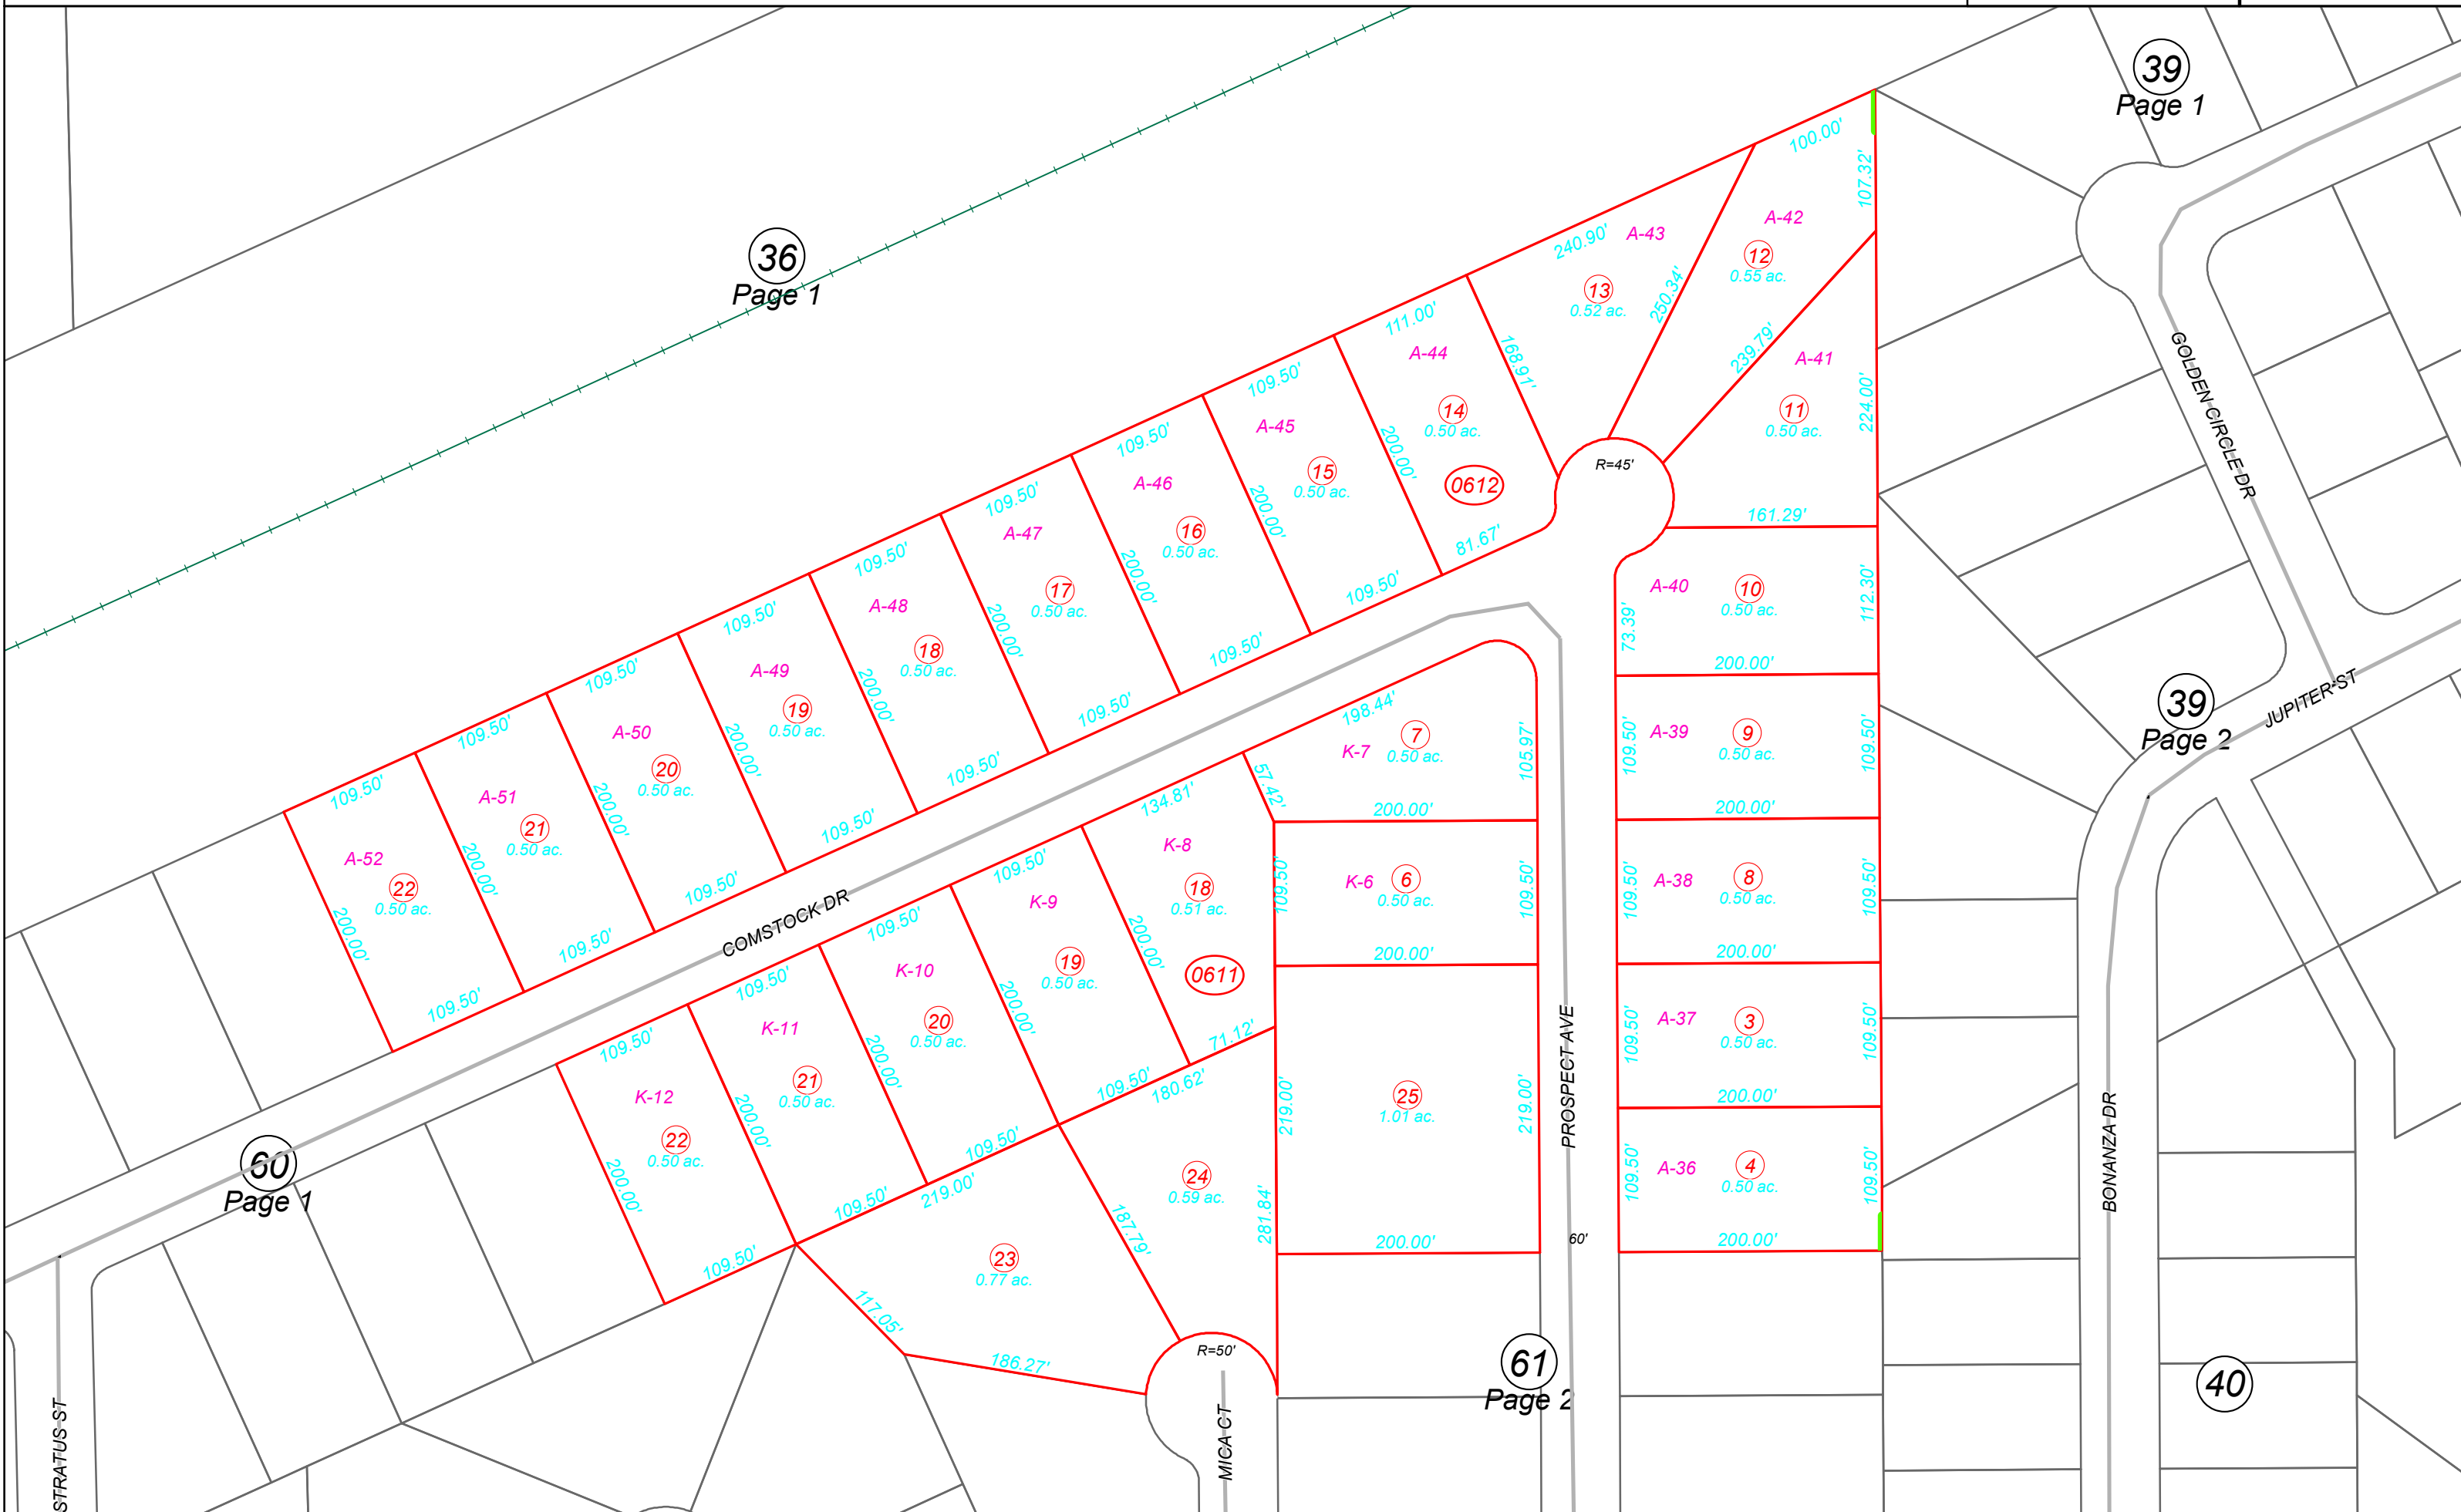 39
Page 1
36
Page 1
100.00'
107.32'
A-42
12
0.55 ac.
240.90'
A-43
13
0.52 ac.
250.34'
239.79'
A-41
11
0.50 ac.
224.00'
161.29'
R=45'
111.00'
A-44
14
0.50 ac.
168.91'
200.00'
0612
81.67'
109.50'
A-45
15
0.50 ac.
200.00'
109.50'
109.50'
A-46
16
0.50 ac.
200.00'
109.50'
109.50'
A-47
17
0.50 ac.
200.00'
109.50'
109.50'
A-48
18
0.50 ac.
200.00'
109.50'
109.50'
A-49
19
0.50 ac.
200.00'
109.50'
109.50'
A-50
20
0.50 ac.
200.00'
109.50'
109.50'
A-51
21
0.50 ac.
200.00'
109.50'
109.50'
A-52
22
0.50 ac.
200.00'
109.50'
GOLDEN CIRCLE DR
JUPITER ST
39
Page 2
A-40
10
0.50 ac.
73.39'
112.30'
200.00'
A-39
9
0.50 ac.
109.50'
109.50'
200.00'
A-38
8
0.50 ac.
109.50'
109.50'
200.00'
A-37
3
0.50 ac.
109.50'
109.50'
200.00'
A-36
4
0.50 ac.
109.50'
109.50'
200.00'
COMSTOCK DR
PROSPECT AVE
60'
BONANZA DR
198.44'
K-7
7
0.50 ac.
105.97'
57.42'
200.00'
K-6
6
0.50 ac.
109.50'
109.50'
200.00'
25
1.01 ac.
219.00'
219.00'
200.00'
134.81'
K-8
18
0.51 ac.
200.00'
0611
71.12'
109.50'
K-9
19
0.50 ac.
200.00'
109.50'
180.62'
109.50'
K-10
20
0.50 ac.
200.00'
109.50'
109.50'
K-11
21
0.50 ac.
200.00'
109.50'
219.00'
109.50'
K-12
22
0.50 ac.
200.00'
109.50'
24
0.59 ac.
281.84'
187.79'
23
0.77 ac.
117.05'
186.27'
R=50'
MICA CT
60
Page 1
STRATUS ST
61
Page 2
40